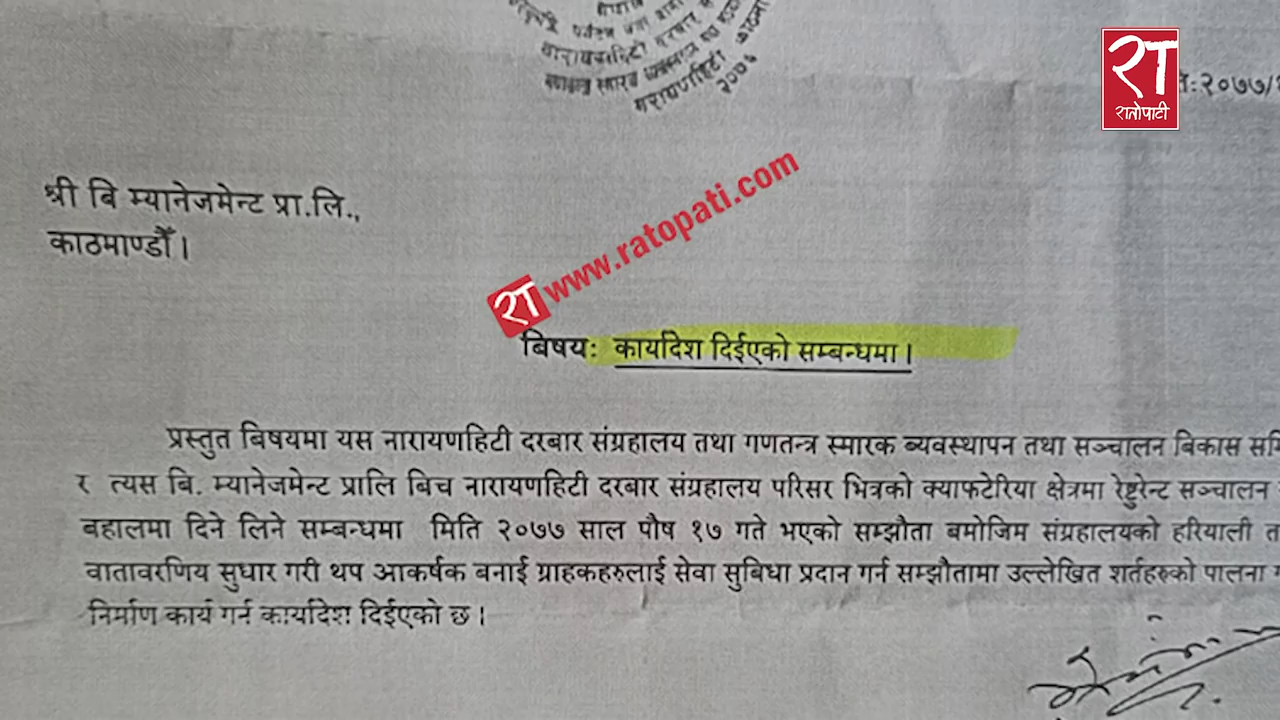 नारायणहिटी
२०७६
रा
रातोपाटी
ति:२०७७/
श्री बि म्यानेजमेन्ट प्रा.लि.,
काठमाण्डौँ।
रा www.ratopati.com
बिषयः कार्यादेश दिईएको सम्बन्धमा।
प्रस्तुत बिषयमा यस नारायणहिटी दरबार संग्रहालय तथा गणतन्त्र स्मारक ब्यवस्थापन तथा सञ्चालन बिकास
र त्यस बि. म्यानेजमेन्ट प्रालि बिच नारायणहिटी दरबार संग्रहालय परिसर भित्रको क्याफ्टेरिया क्षेत्रमा रेष्टुरेन्ट सञ्चालन
बहालमा दिने लिने सम्बन्धमा मिति २०७७ साल पौष १७ गते भएको सम्झौता बमोजिम संग्रहालयको हरियाली
वातावरणिय सुधार गरी थप आकर्षक बनाई ग्राहकहरुलाई सेवा सुबिधा प्रदान गर्न सम्झौतामा उल्लेखित शर्तहरुको पालना
निर्माण कार्य गर्न कार्यादेश दिईएको छ।